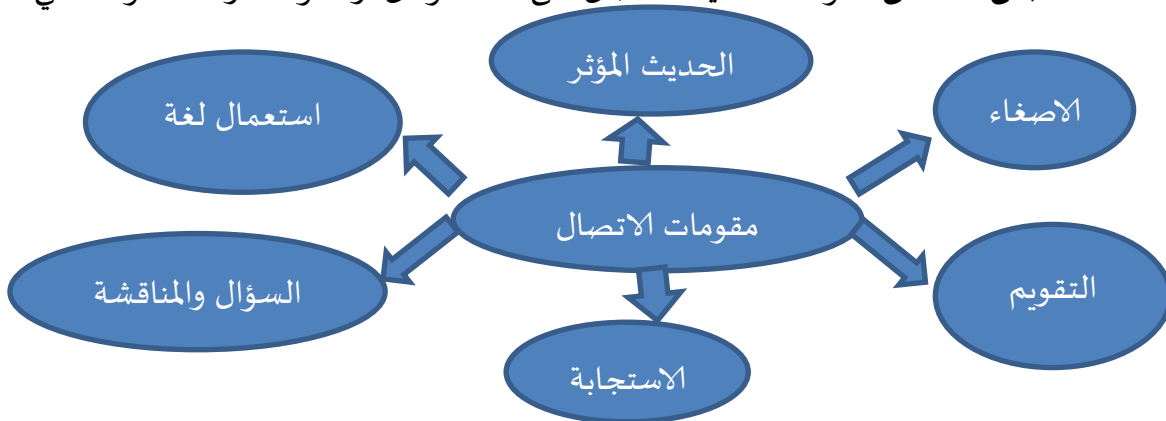 الحديث المؤثر
الاصغاء
استعمال لغة
مقومات الاتصال
السؤال والمناقشة
التقويم
الاستجابة